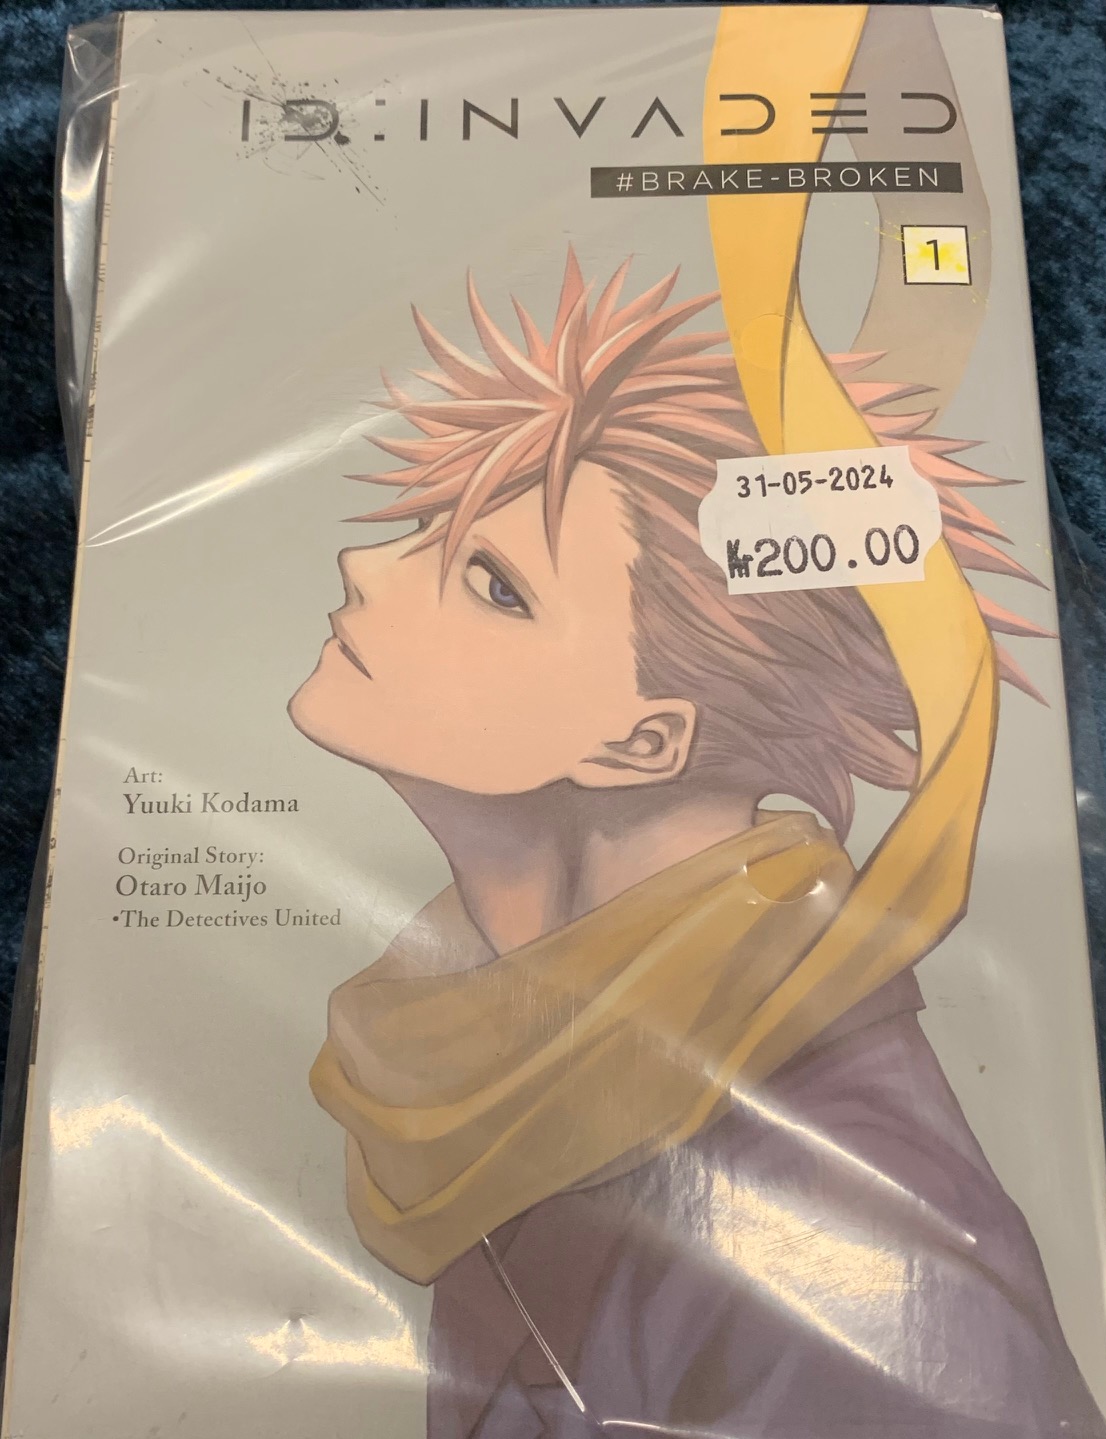 ID:INVADED
#BRAKE-BROKEN
1
31-05-2024
Kr200.00
Art:
Yuuki Kodama
Original Story:
Otaro Maijo
•The Detectives United